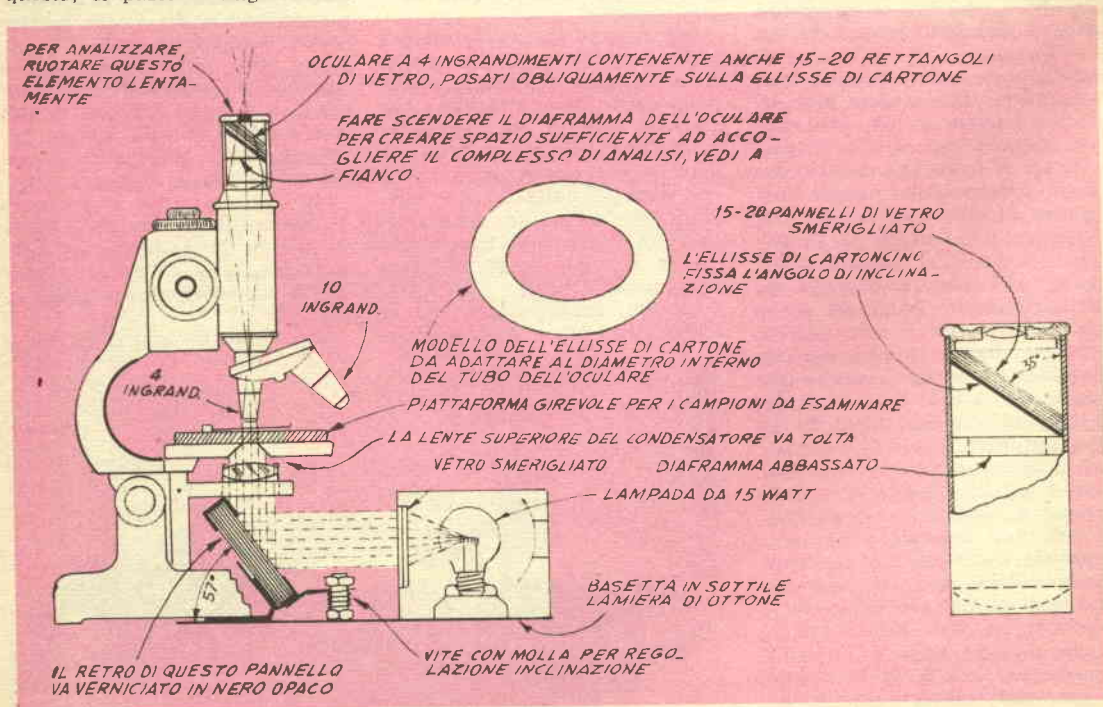 PER ANALIZZARE,
RUOTARE QUESTO
ELEMENTO LENTA-
MENTE
OCULARE A 4 INGRANDIMENTI CONTENENTE ANCHE 15-20 RETTANGOLI
DI VETRO, POSATI OBLIQUAMENTE SULLA ELLISSE DI CARTONE
FARE SCENDERE IL DIAFRAMMA DELL'OCULARE
PER CREARE SPAZIO SUFFICIENTE AD ACCO-
GLIERE IL COMPLESSO DI ANALISI, VEDI A
FIANCO
15-20 PANNELLI DI VETRO
SMERIGLIATO
L'ELLISSE DI CARTONCINO
FISSA L'ANGOLO DI INCLINA-
ZIONE
35°
10
INGRAND.
4
INGRAND.
MODELLO DELL'ELLISSE DI CARTONE
DA ADATTARE AL DIAMETRO INTERNO
DEL TUBO DELL'OCULARE
PIATTAFORMA GIREVOLE PER I CAMPIONI DA ESAMINARE
LA LENTE SUPERIORE DEL CONDENSATORE VA TOLTA
VETRO SMERIGLIATO
DIAFRAMMA ABBASSATO
LAMPADA DA 15 WATT
57°
BASETTA IN SOTTILE
LAMIERA DI OTTONE
IL RETRO DI QUESTO PANNELLO
VA VERNICIATO IN NERO OPACO
VITE CON MOLLA PER REGO-
LAZIONE INCLINAZIONE